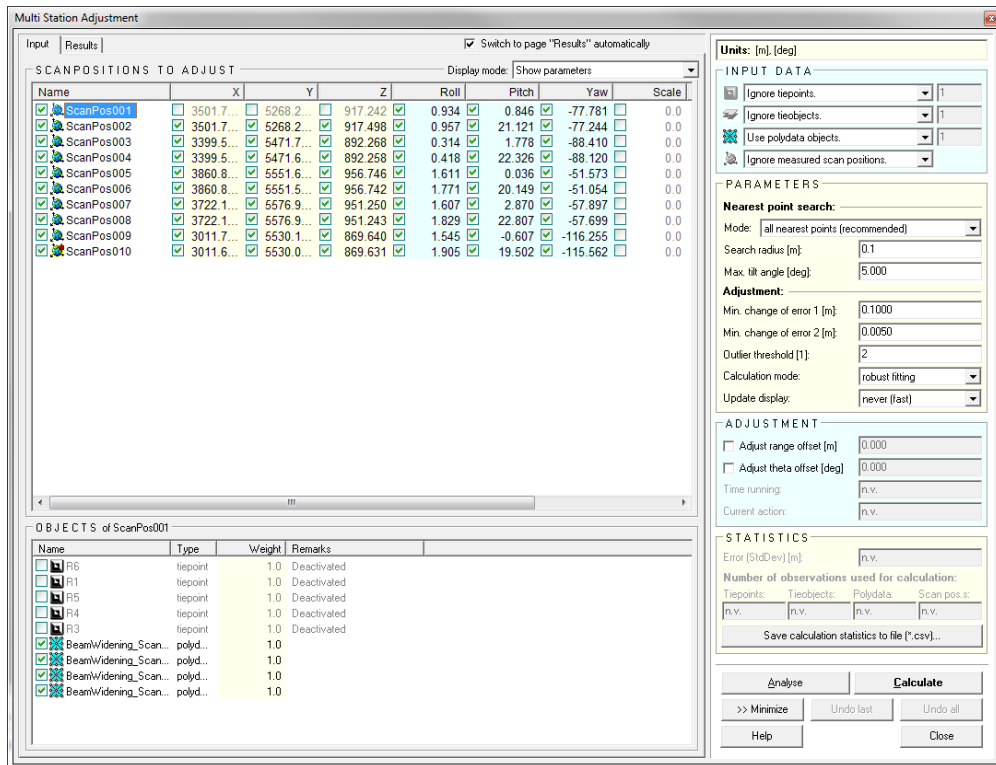 Multi Station Adjustment
Input Results Switch to page "Results" automatically
SCANPOSITIONS TO ADJUST Display mode: Show parameters
Name X Y Z Roll Pitch Yaw Scale
ScanPos001 3501.7... 5268.2... 917.242 0.934 0.846 -77.781 0.0
ScanPos002 3501.7... 5268.2... 917.498 0.957 21.121 -77.244 0.0
ScanPos003 3399.5... 5471.7... 892.268 0.314 1.778 -88.410 0.0
ScanPos004 3399.5... 5471.6... 892.258 0.418 22.326 -88.120 0.0
ScanPos005 3860.8... 5551.6... 956.746 1.611 0.036 -51.573 0.0
ScanPos006 3860.8... 5551.5... 956.742 1.771 20.149 -51.054 0.0
ScanPos007 3722.1... 5576.9... 951.250 1.607 2.870 -57.897 0.0
ScanPos008 3722.1... 5576.9... 951.243 1.829 22.807 -57.699 0.0
ScanPos009 3011.7... 5530.1... 869.640 1.545 -0.607 -116.255 0.0
ScanPos010 3011.6... 5530.0... 869.631 1.905 19.502 -115.562 0.0
OBJECTS of ScanPos001
Name Type Weight Remarks
R6 tiepoint 1.0 Deactivated
R1 tiepoint 1.0 Deactivated
R5 tiepoint 1.0 Deactivated
R4 tiepoint 1.0 Deactivated
R3 tiepoint 1.0 Deactivated
BeamWidening_Scan... polyd... 1.0
BeamWidening_Scan... polyd... 1.0
BeamWidening_Scan... polyd... 1.0
BeamWidening_Scan... polyd... 1.0
Units: [m], [deg]
INPUT DATA
Ignore tiepoints. 1
Ignore tieobjects. 1
Use polydata objects. 1
Ignore measured scan positions.
PARAMETERS
Nearest point search:
Mode: all nearest points (recommended)
Search radius [m]: 0.1
Max. tilt angle [deg]: 5.000
Adjustment:
Min. change of error 1 [m]: 0.1000
Min. change of error 2 [m]: 0.0050
Outlier threshold [1]: 2
Calculation mode: robust fitting
Update display: never (fast)
ADJUSTMENT
Adjust range offset [m] 0.000
Adjust theta offset [deg] 0.000
Time running: n.v.
Current action: n.v.
STATISTICS
Error (StdDev) [m]: n.v.
Number of observations used for calculation:
Tiepoints: Tieobjects: Polydata: Scan pos.s:
n.v. n.v. n.v. n.v.
Save calculation statistics to file (*.csv)...
Analyse Calculate
>> Minimize Undo last Undo all
Help Close